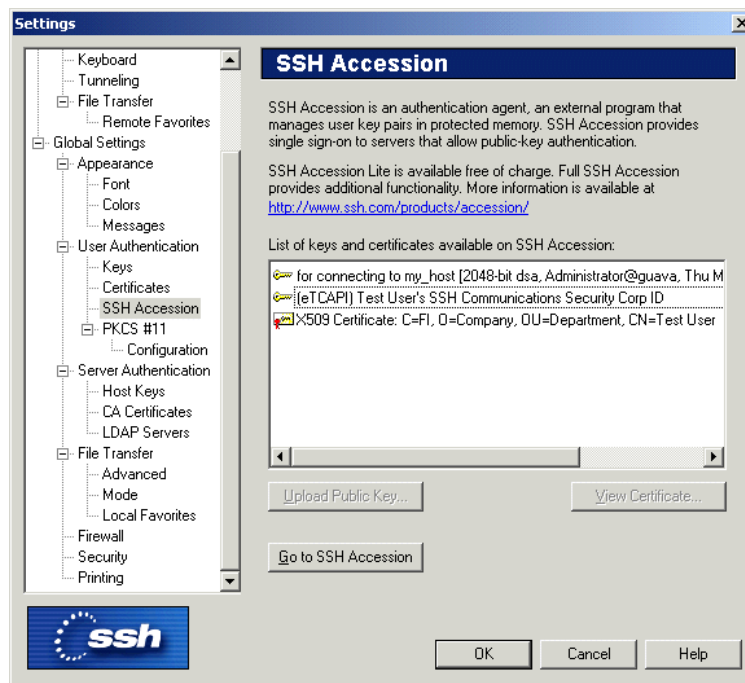 Settings
Keyboard
Tunneling
File Transfer
Remote Favorites
Global Settings
Appearance
Font
Colors
Messages
User Authentication
Keys
Certificates
SSH Accession
PKCS #11
Configuration
Server Authentication
Host Keys
CA Certificates
LDAP Servers
File Transfer
Advanced
Mode
Local Favorites
Firewall
Security
Printing
ssh
SSH Accession
SSH Accession is an authentication agent, an external program that
manages user key pairs in protected memory. SSH Accession provides
single sign-on to servers that allow public-key authentication.
SSH Accession Lite is available free of charge. Full SSH Accession
provides additional functionality. More information is available at
http://www.ssh.com/products/accession/
List of keys and certificates available on SSH Accession:
for connecting to my_host [2048-bit dsa, Administrator@guava, Thu M
(eTCAPI) Test User's SSH Communications Security Corp ID
X509 Certificate: C=FI, O=Company, OU=Department, CN=Test User
Upload Public Key...
View Certificate...
Go to SSH Accession
OK
Cancel
Help